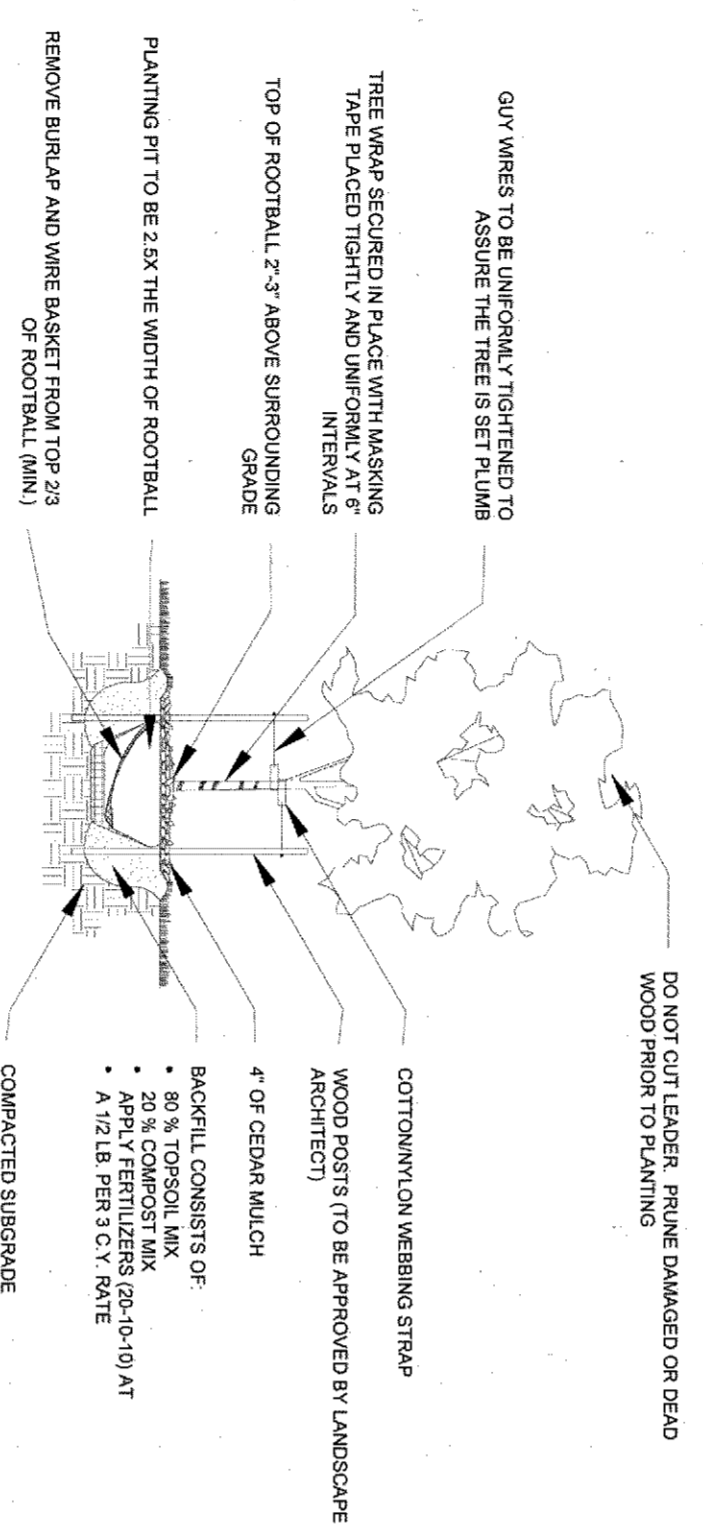 DO NOT CUT LEADER. PRUNE DAMAGED OR DEAD
WOOD PRIOR TO PLANTING
GUY WIRES TO BE UNIFORMLY TIGHTENED TO
ASSURE THE TREE IS SET PLUMB
TREE WRAP SECURED IN PLACE WITH MASKING
TAPE PLACED TIGHTLY AND UNIFORMLY AT 6"
INTERVALS
TOP OF ROOTBALL 2"-3" ABOVE SURROUNDING
GRADE
PLANTING PIT TO BE 2.5X THE WIDTH OF ROOTBALL
REMOVE BURLAP AND WIRE BASKET FROM TOP 2/3
OF ROOTBALL (MIN.)
COTTON/NYLON WEBBING STRAP
WOOD POSTS (TO BE APPROVED BY LANDSCAPE
ARCHITECT)
4" OF CEDAR MULCH
BACKFILL CONSISTS OF:
• 80 % TOPSOIL MIX
• 20 % COMPOST MIX
• APPLY FERTILIZERS (20-10-10) AT
• A 1/2 LB. PER 3 C.Y. RATE
COMPACTED SUBGRADE